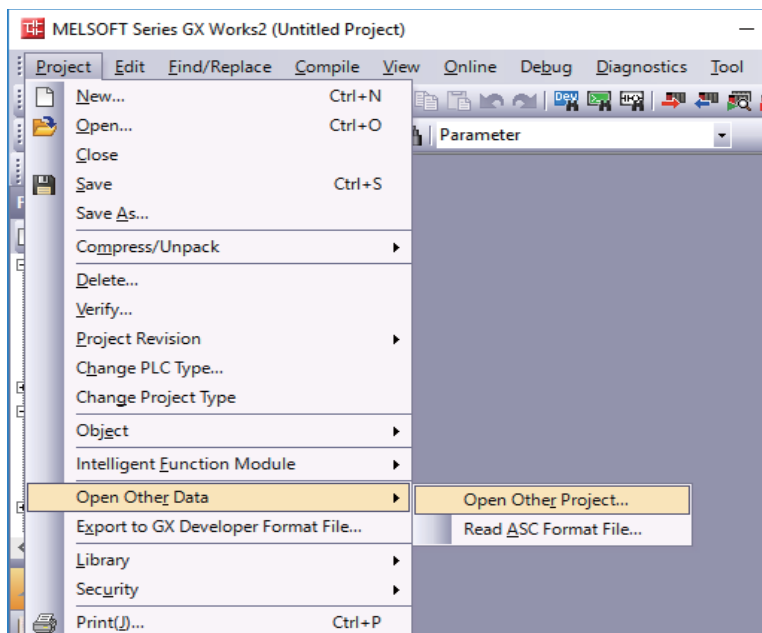 MELSOFT Series GX Works2 (Untitled Project)
Project Edit Find/Replace Compile View Online Debug Diagnostics Tool
New... Ctrl+N
Open... Ctrl+O
Parameter
Close
Save Ctrl+S
Save As...
Compress/Unpack
Delete...
Verify...
Project Revision
Change PLC Type...
Change Project Type
Object
Intelligent Function Module
Open Other Data
Open Other Project...
Export to GX Developer Format File...
Read ASC Format File...
Library
Security
Print(J)... Ctrl+P